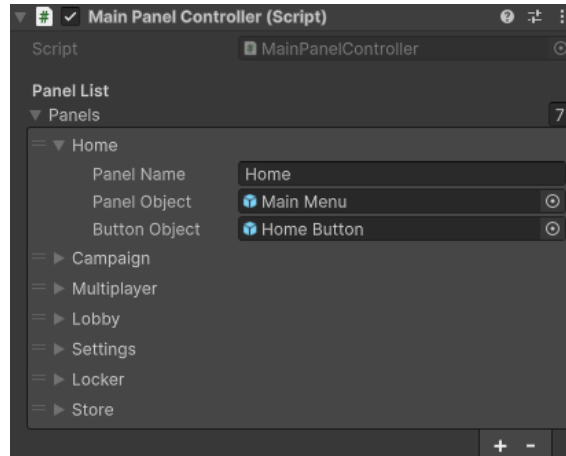 Main Panel Controller (Script)
Script MainPanelController
Panel List
Panels 7
Home
Panel Name Home
Panel Object Main Menu
Button Object Home Button
Campaign
Multiplayer
Lobby
Settings
Locker
Store
+ -